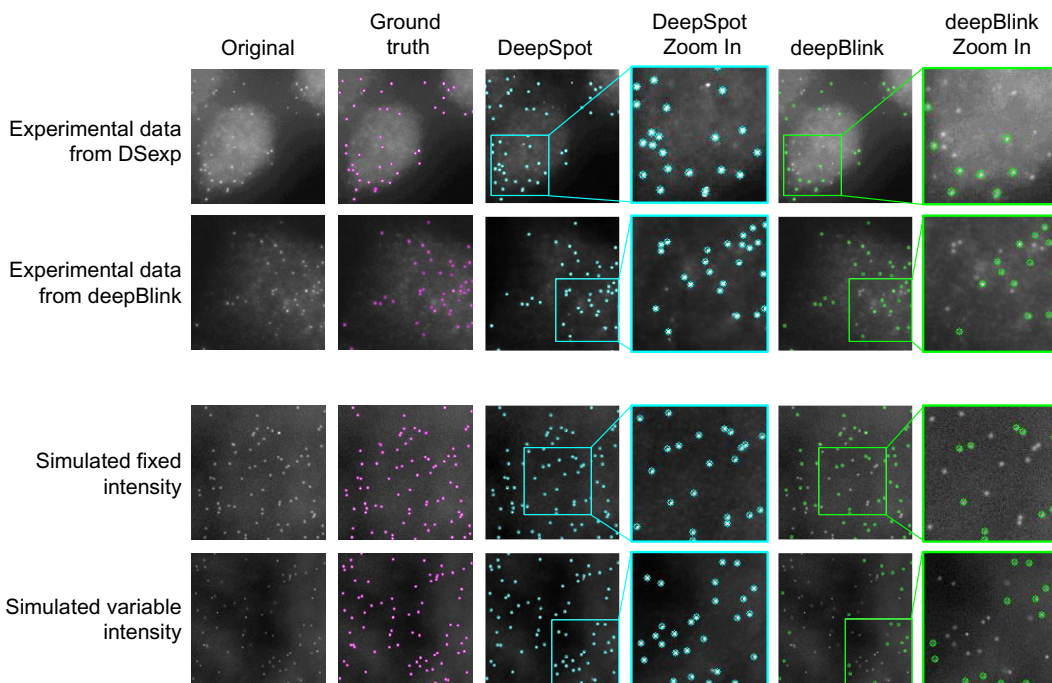 Original
Ground
truth
DeepSpot
DeepSpot
Zoom In
deepBlink
deepBlink
Zoom In
Experimental data
from DSexp
Experimental data
from deepBlink
Simulated fixed
intensity
Simulated variable
intensity